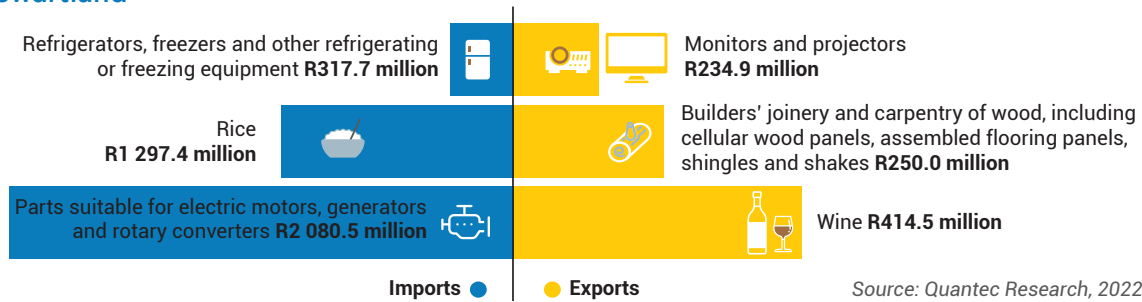 Refrigerators, freezers and other refrigerating
or freezing equipment R317.7 million
Monitors and projectors
R234.9 million
Rice
R1 297.4 million
Builders' joinery and carpentry of wood, including
cellular wood panels, assembled flooring panels,
shingles and shakes R250.0 million
Parts suitable for electric motors, generators
and rotary converters R2 080.5 million
Wine R414.5 million
Imports
Exports
Source: Quantec Research, 2022